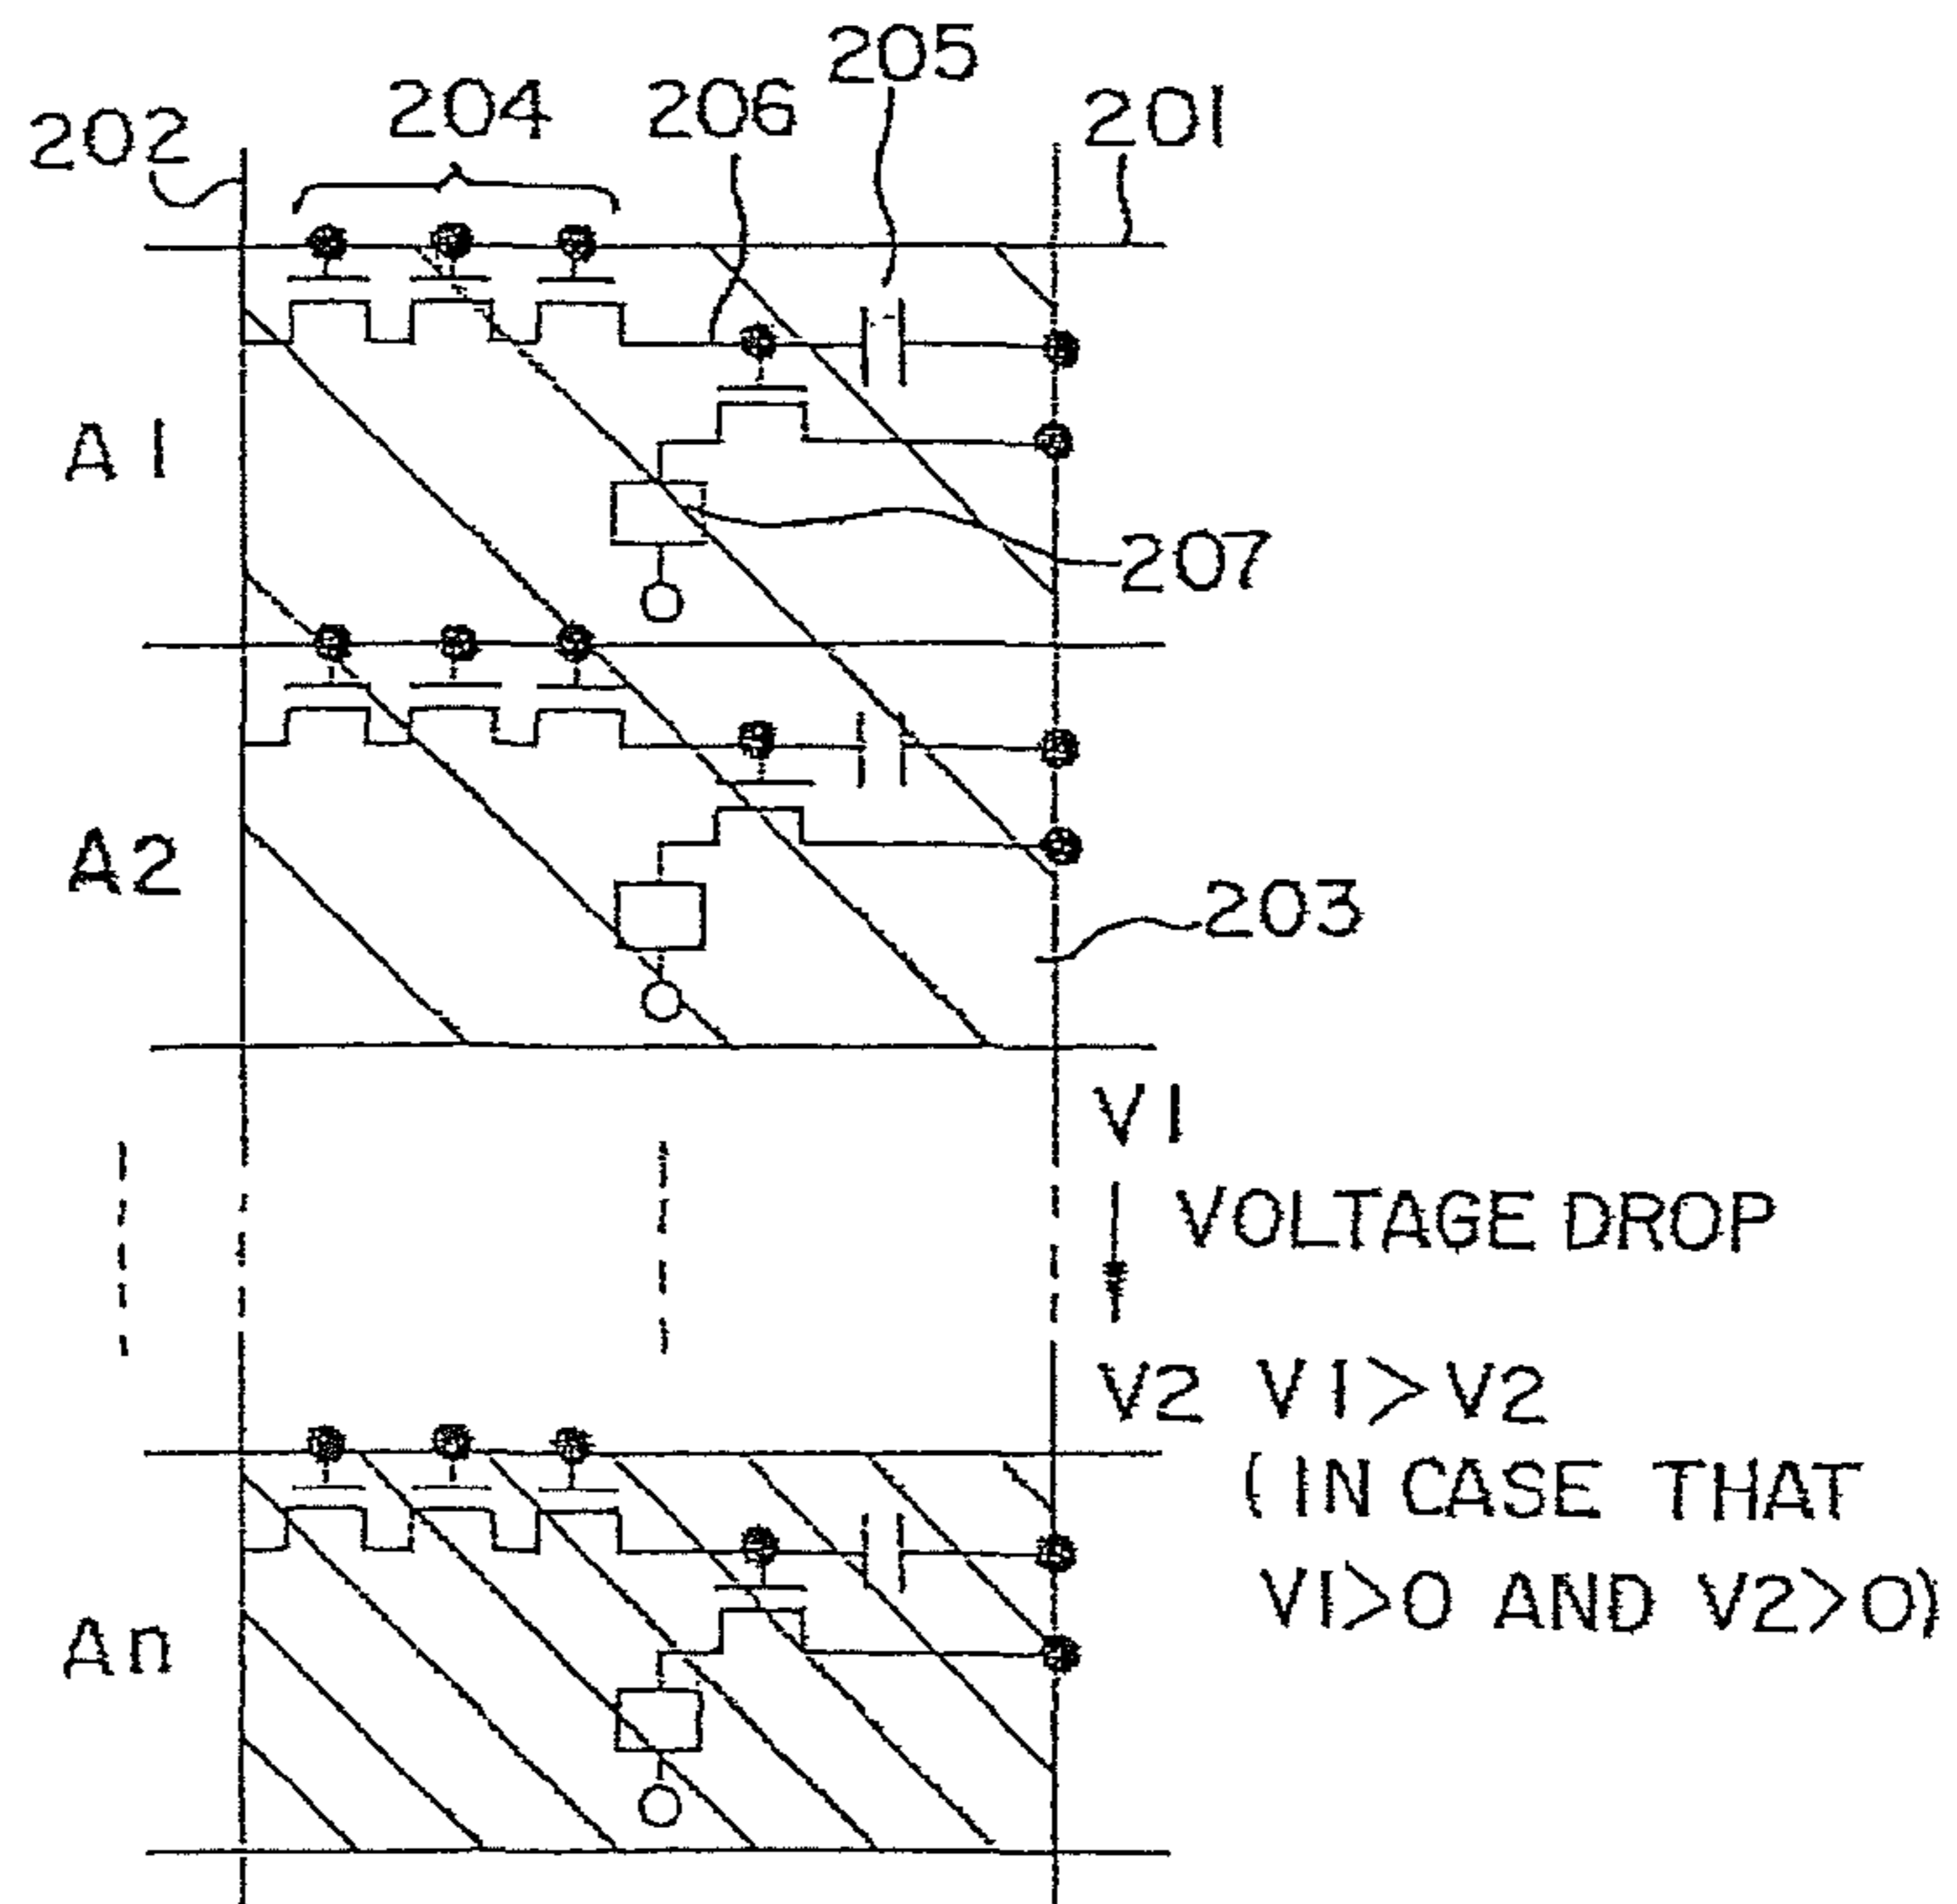 205
202 204 206 201
A1
207
A2
203
V1
VOLTAGE DROP
V2 V1>V2
(IN CASE THAT
V1>0 AND V2>0)
An